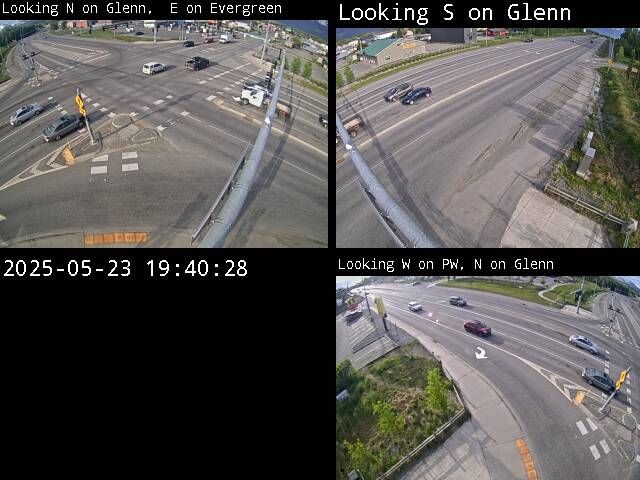 Looking N on Glenn,  E on Evergreen
Looking S on Glenn
2025-05-23 19:40:28
Looking W on PW, N on Glenn